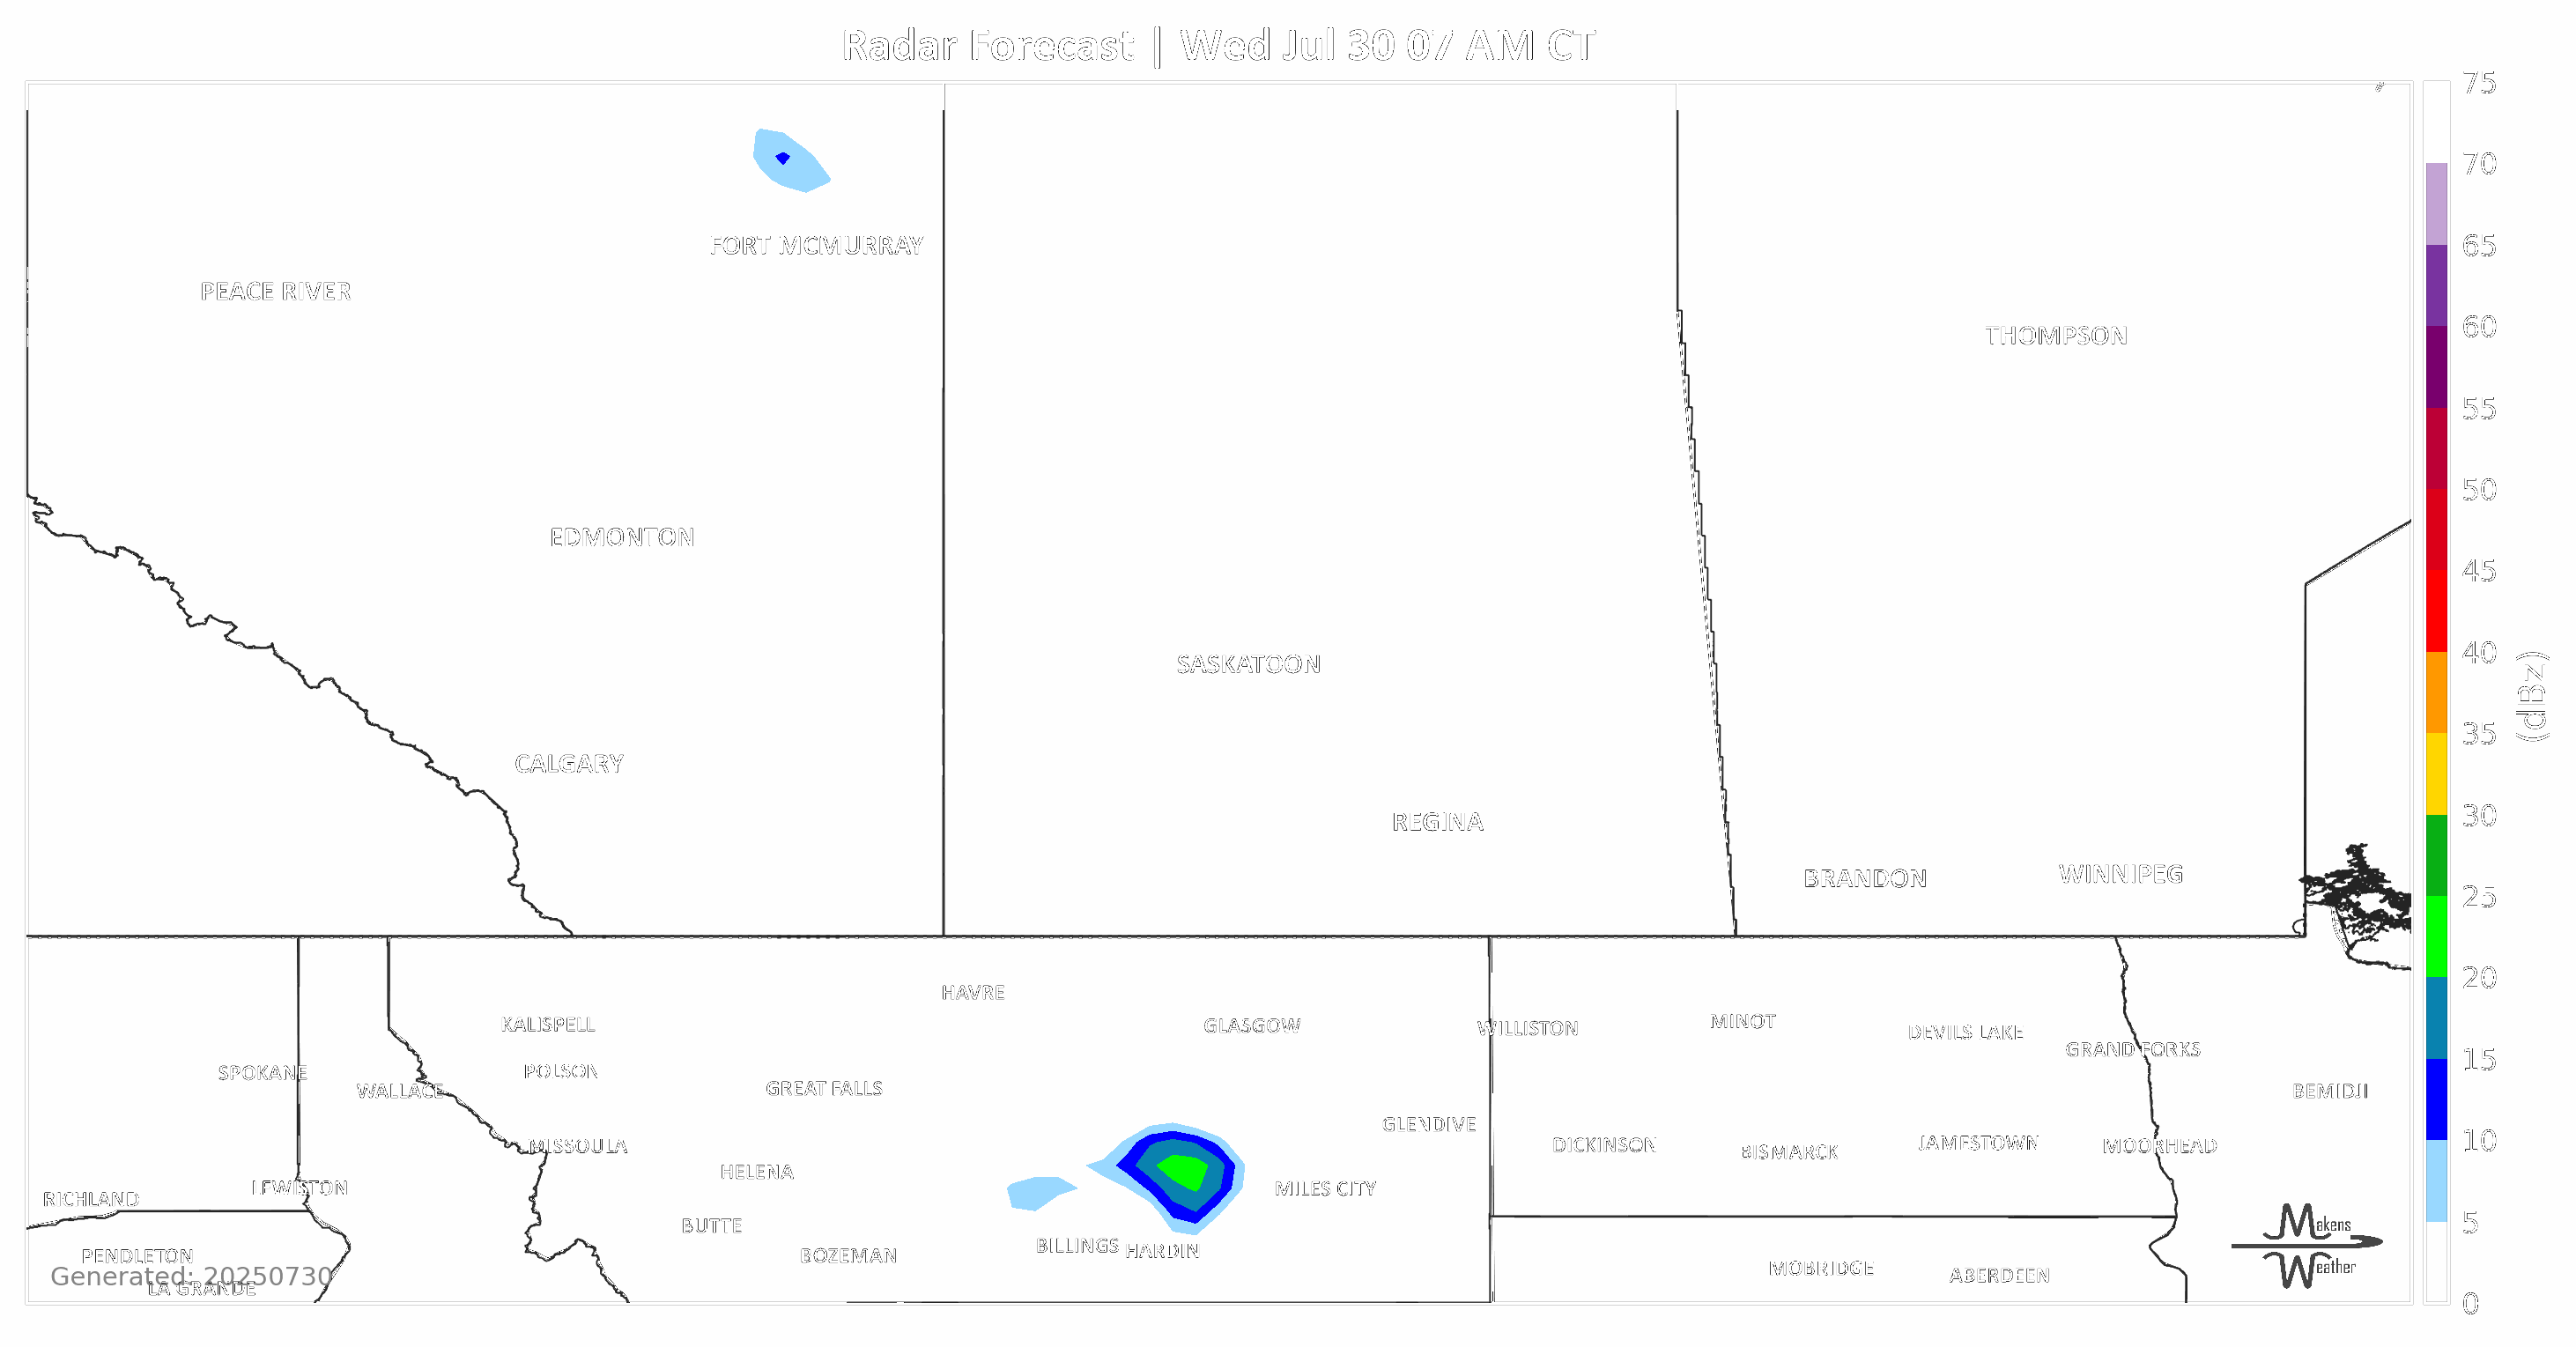 Radar Forecast | Wed Jul 30 07 AM CT
75
70
FORT MCMURRAY
65
PEACE RIVER
60
THOMPSON
55
50
EDMONTON
45
40
SASKATOON
(dBz)
35
CALGARY
30
REGINA
BRANDON
WINNIPEG
25
20
HAVRE
KALISPELL
GLASGOW
WILLISTON
MINOT
DEVILS LAKE
GRAND FORKS
15
SPOKANE
POLSON
WALLACE
GREAT FALLS
BEMIDJI
GLENDIVE
10
MISSOULA
DICKINSON
BISMARCK
JAMESTOWN
MOORHEAD
HELENA
LEWISTON
MILES CITY
RICHLAND
5
BUTTE
Makens
Weather
BILLINGS
HARDIN
PENDLETON
BOZEMAN
MOBRIDGE
ABERDEEN
Generated: 20250730
LA GRANDE
0